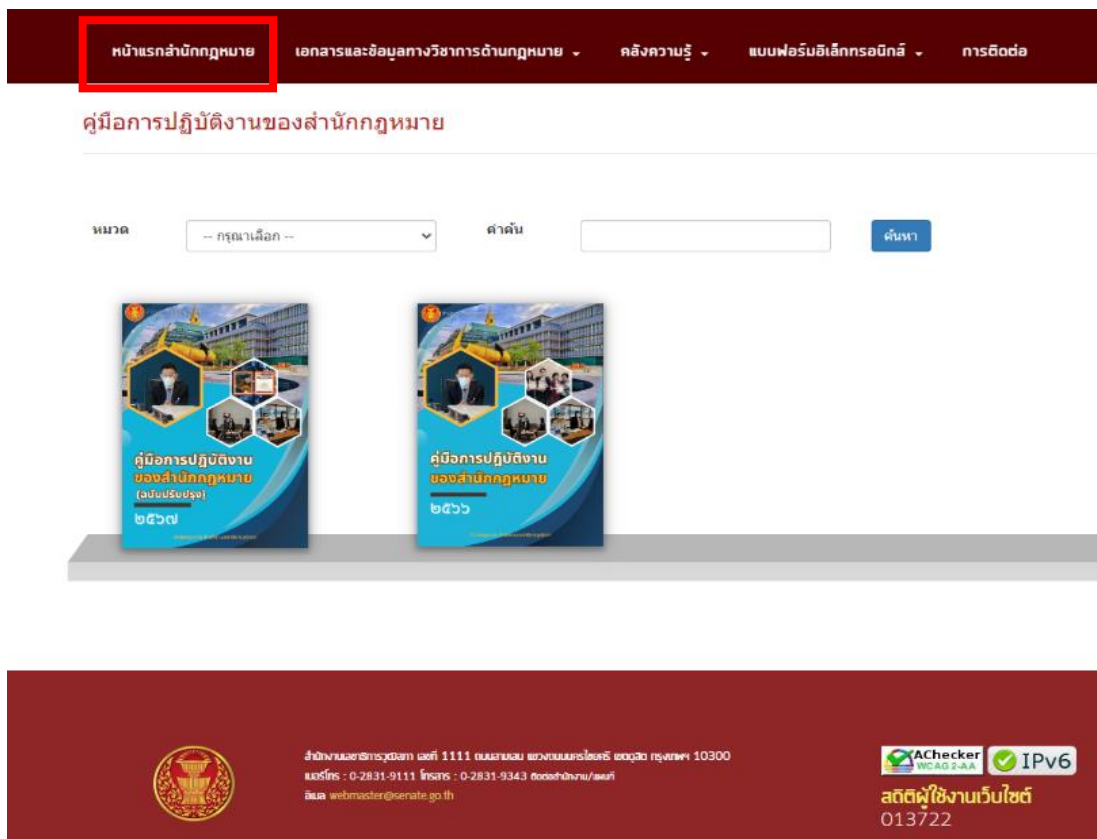 หน้าแรกสำนักกฎหมาย เอกสารและข้อมูลทางวิชาการด้านกฎหมาย คลังความรู้ แบบฟอร์มอิเล็กทรอนิกส์ การติดต่อ
คู่มือการปฏิบัติงานของสำนักกฎหมาย
หมวด -- กรุณาเลือก -- คำค้น ค้นหา
คู่มือการปฏิบัติงาน
ของสำนักกฎหมาย
(ฉบับปรับปรุง)
๒๕๖๗
คู่มือการปฏิบัติงาน
ของสำนักกฎหมาย
๒๕๖๖
สำนักงานเลขาธิการวุฒิสภา เลขที่ 1111 ถนนสามเสน แขวงถนนนครไชยศรี เขตดุสิต กรุงเทพฯ 10300
เบอร์โทร : 0-2831-9111 โทรสาร : 0-2831-9343 ติดต่อสำนักงาน/แผนที่
อีเมล webmaster@senate.go.th
AChecker
WCAG 2-AA
IPv6
สถิติผู้ใช้งานเว็บไซต์
013722